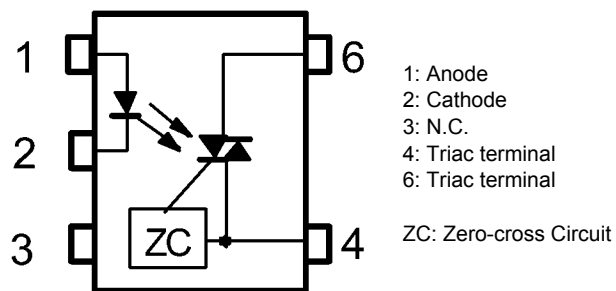 1
2
3
6
4
ZC
1: Anode
2: Cathode
3: N.C.
4: Triac terminal
6: Triac terminal
ZC: Zero-cross Circuit